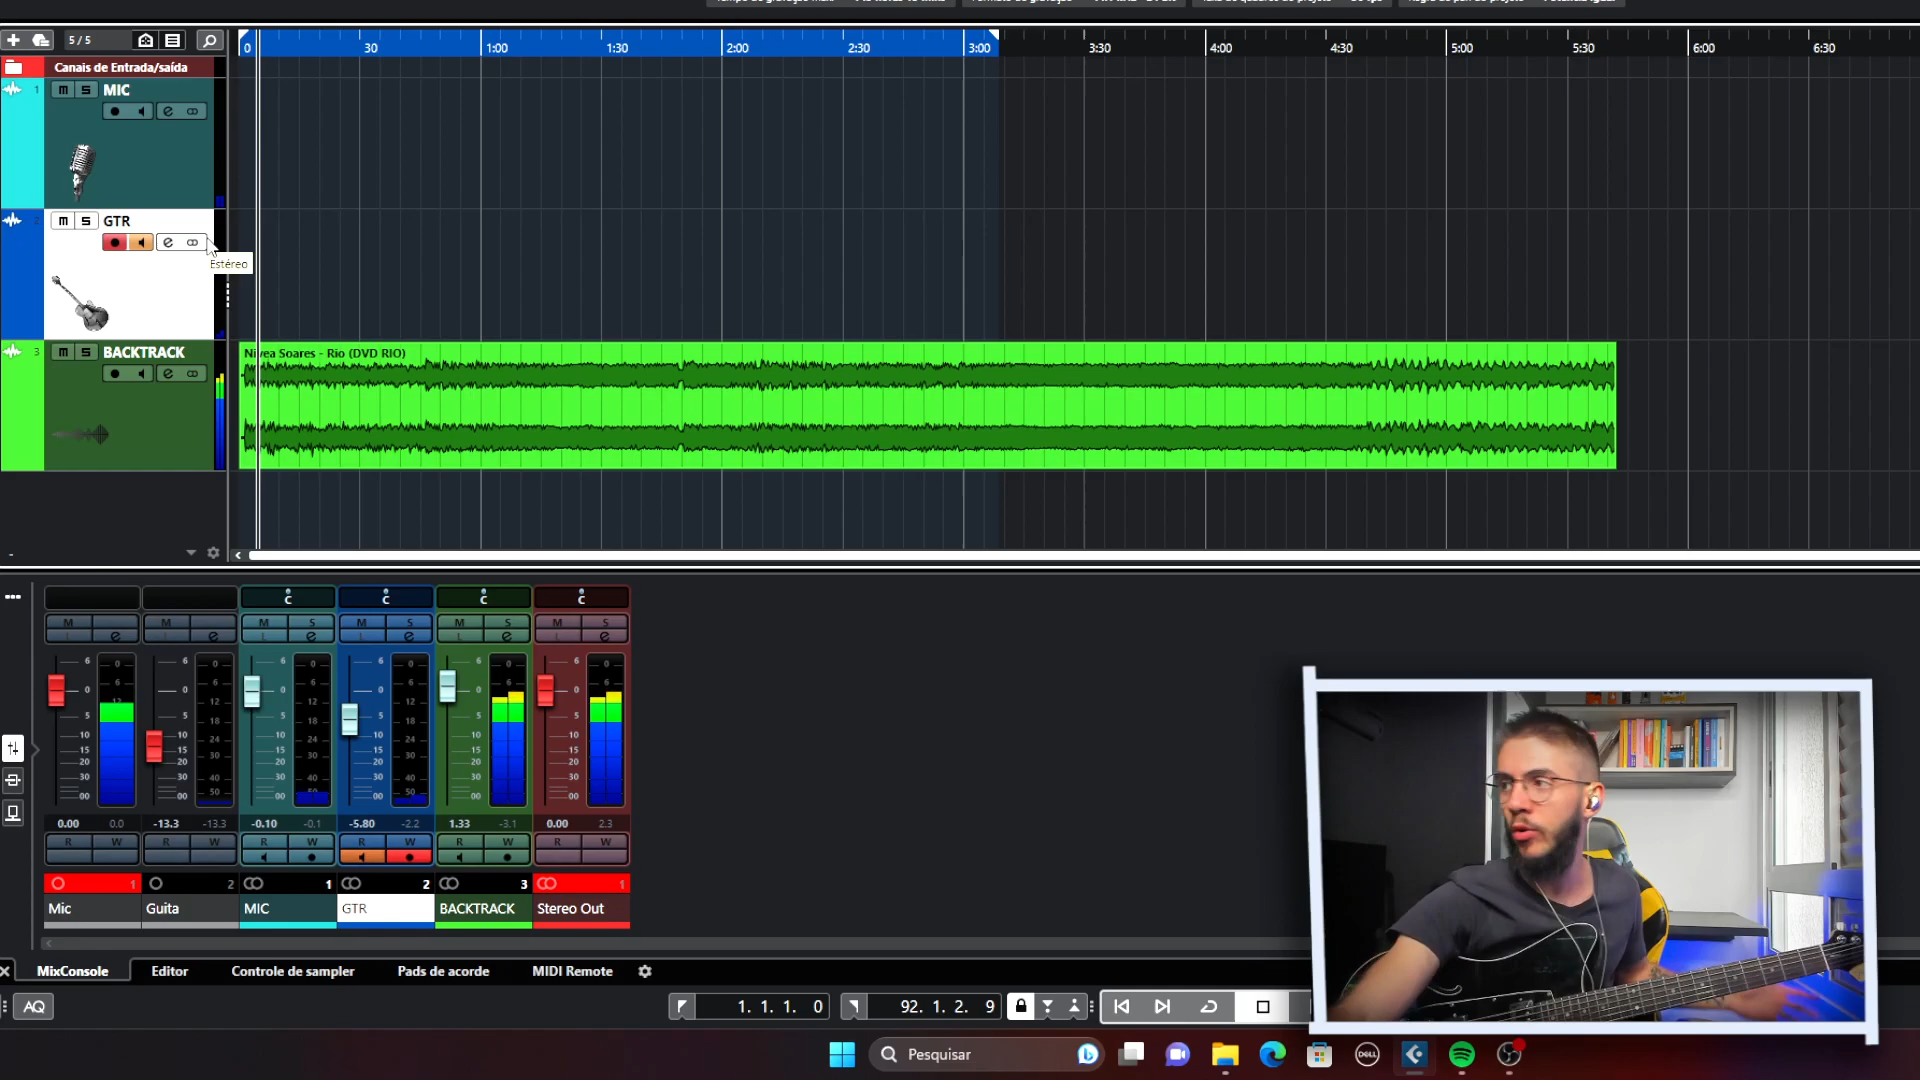 5 / 5
0 30 1:00 1:30 2:00 2:30 3:00 3:30 4:00 4:30 5:00 5:30 6:00 6:30
Canais de Entrada/saída
1 m S MIC
2 m S GTR
Estéreo
3 m S BACKTRACK
Nivea Soares - Rio (DVD RIO)
C C C C
M M M S M S M S M S
L e L e L e L e L e L e
0.00 0.0 -13.3 -13.3 -0.10 -0.1 -5.80 -2.2 1.33 -3.1 0.00 2.3
R W R W R W R W R W R W
1 2 1 2 3 1
Mic Guita MIC GTR BACKTRACK Stereo Out
MixConsole Editor Controle de sampler Pads de acorde MIDI Remote
AQ 1. 1. 1. 0 92. 1. 2. 9
Pesquisar
DELL